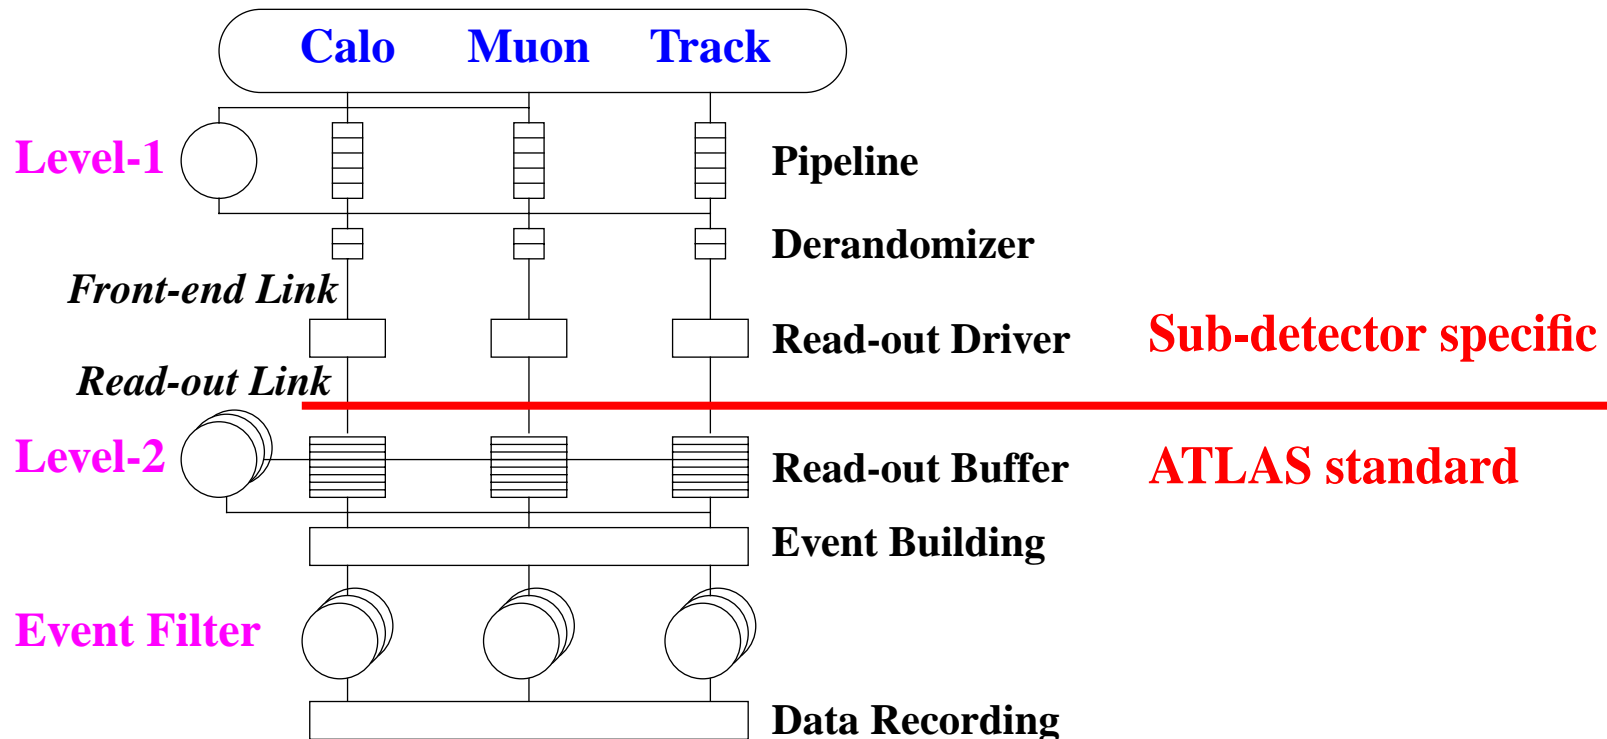 Calo Muon Track
Level-1
Pipeline
Derandomizer
Front-end Link
Read-out Driver
Sub-detector specific
Read-out Link
Level-2
Read-out Buffer
ATLAS standard
Event Building
Event Filter
Data Recording